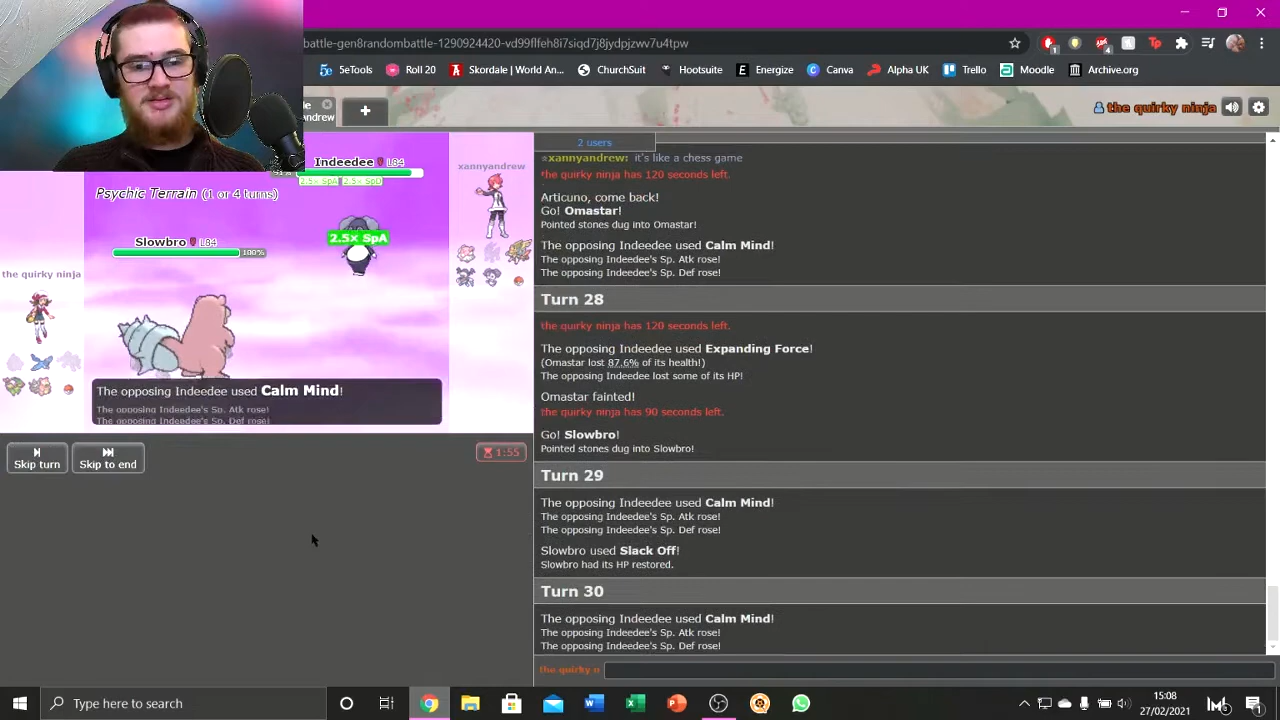 battle-gen8randombattle-1290924420-vd99flfeh8i7siqd7j8jydpjzwv7u4tpw
5eTools
Roll 20
Skordale | World An...
ChurchSuit
Hootsuite
Energize
Canva
Alpha UK
Trello
Moodle
Archive.org
andrew
the quirky ninja
2 users
☆xannyandrew: it's like a chess game
the quirky ninja has 120 seconds left.
Articuno, come back!
Go! Omastar!
Pointed stones dug into Omastar!
The opposing Indeedee used Calm Mind!
The opposing Indeedee's Sp. Atk rose!
The opposing Indeedee's Sp. Def rose!
Turn 28
the quirky ninja has 120 seconds left.
The opposing Indeedee used Expanding Force!
(Omastar lost 87.6% of its health!)
The opposing Indeedee lost some of its HP!
Omastar fainted!
the quirky ninja has 90 seconds left.
Go! Slowbro!
Pointed stones dug into Slowbro!
Turn 29
The opposing Indeedee used Calm Mind!
The opposing Indeedee's Sp. Atk rose!
The opposing Indeedee's Sp. Def rose!
Slowbro used Slack Off!
Slowbro had its HP restored.
Turn 30
The opposing Indeedee used Calm Mind!
The opposing Indeedee's Sp. Atk rose!
The opposing Indeedee's Sp. Def rose!
Indeedee L84
91%
2.5× SpA 2.5× SpD
Psychic Terrain (1 or 4 turns)
xannyandrew
2.5× SpA
Slowbro L84
100%
the quirky ninja
The opposing Indeedee used Calm Mind!
The opposing Indeedee's Sp. Atk rose!
The opposing Indeedee's Sp. Def rose!
Skip turn
Skip to end
1:55
the quirky n
Type here to search
15:08
27/02/2021